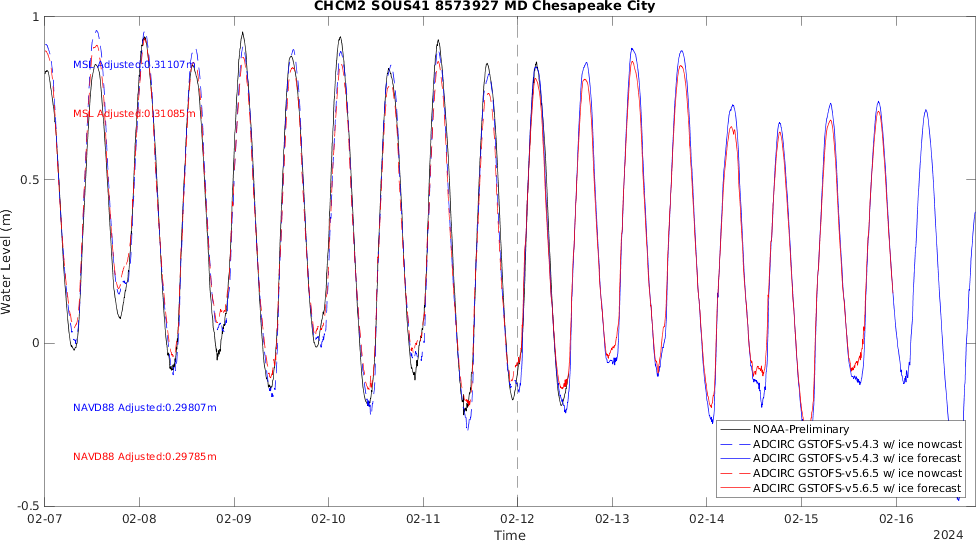 CHCM2 SOUS41 8573927 MD Chesapeake City
1
0.5
0
-0.5
Water Level (m)
MSL Adjusted:0.31107m
MSL Adjusted:0.31085m
NAVD88 Adjusted:0.29807m
NAVD88 Adjusted:0.29785m
NOAA-Preliminary
ADCIRC GSTOFS-v5.4.3 w/ ice nowcast
ADCIRC GSTOFS-v5.4.3 w/ ice forecast
ADCIRC GSTOFS-v5.6.5 w/ ice nowcast
ADCIRC GSTOFS-v5.6.5 w/ ice forecast
02-07 02-08 02-09 02-10 02-11 02-12 02-13 02-14 02-15 02-16
Time
2024